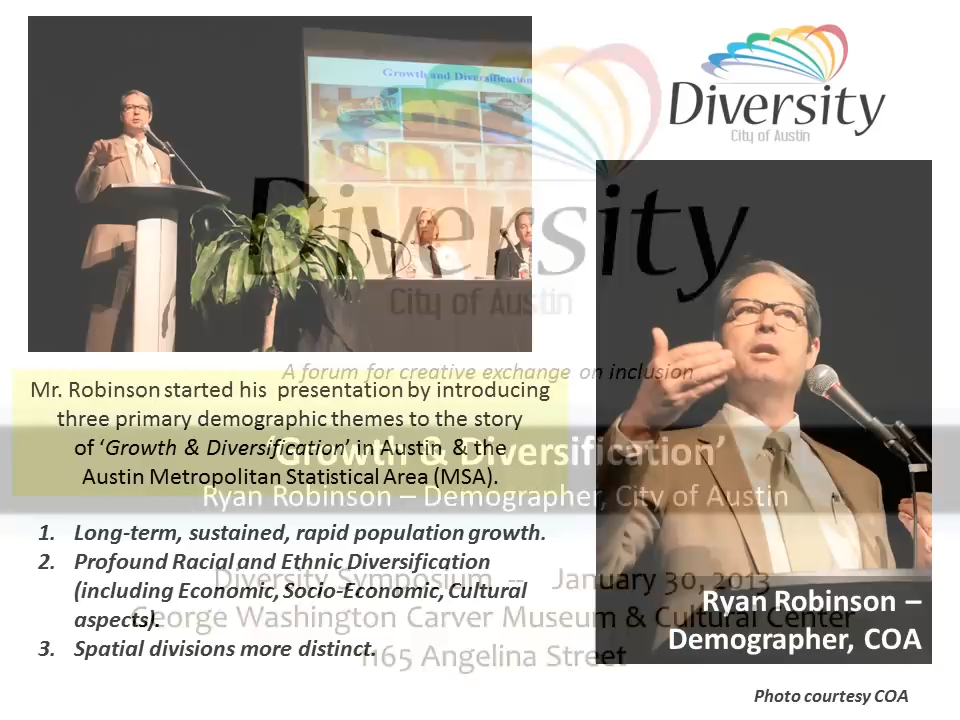 Growth and Diversification
Diversity
City of Austin
Diversity
City of Austin
A forum for creative exchange on inclusion
Mr. Robinson started his presentation by introducing
three primary demographic themes to the story
of ‘Growth & Diversification’ in Austin & the
Austin Metropolitan Statistical Area (MSA).
‘Growth & Diversification’
Ryan Robinson – Demographer, City of Austin
1. Long-term, sustained, rapid population growth.
2. Profound Racial and Ethnic Diversification
(including Economic, Socio-Economic, Cultural
aspects).
3. Spatial divisions more distinct.
Diversity Symposium -- January 30, 2013
George Washington Carver Museum & Cultural Center
1165 Angelina Street
Ryan Robinson –
Demographer, COA
Photo courtesy COA